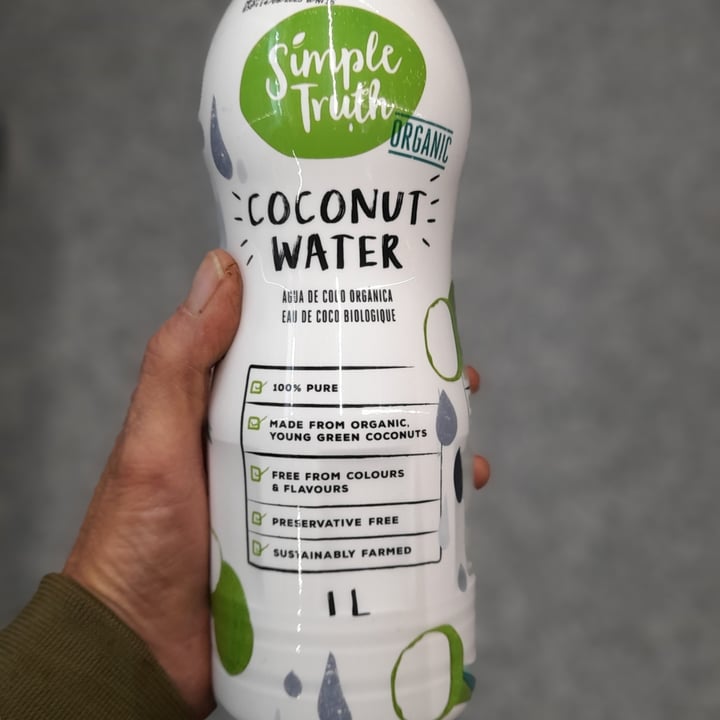 Simple
Truth
ORGANIC
COCONUT
WATER
AGUA DE COCO ORGANICA
EAU DE COCO BIOLOGIQUE
100% PURE
MADE FROM ORGANIC,
YOUNG GREEN COCONUTS
FREE FROM COLOURS
& FLAVOURS
PRESERVATIVE FREE
SUSTAINABLY FARMED
1 L